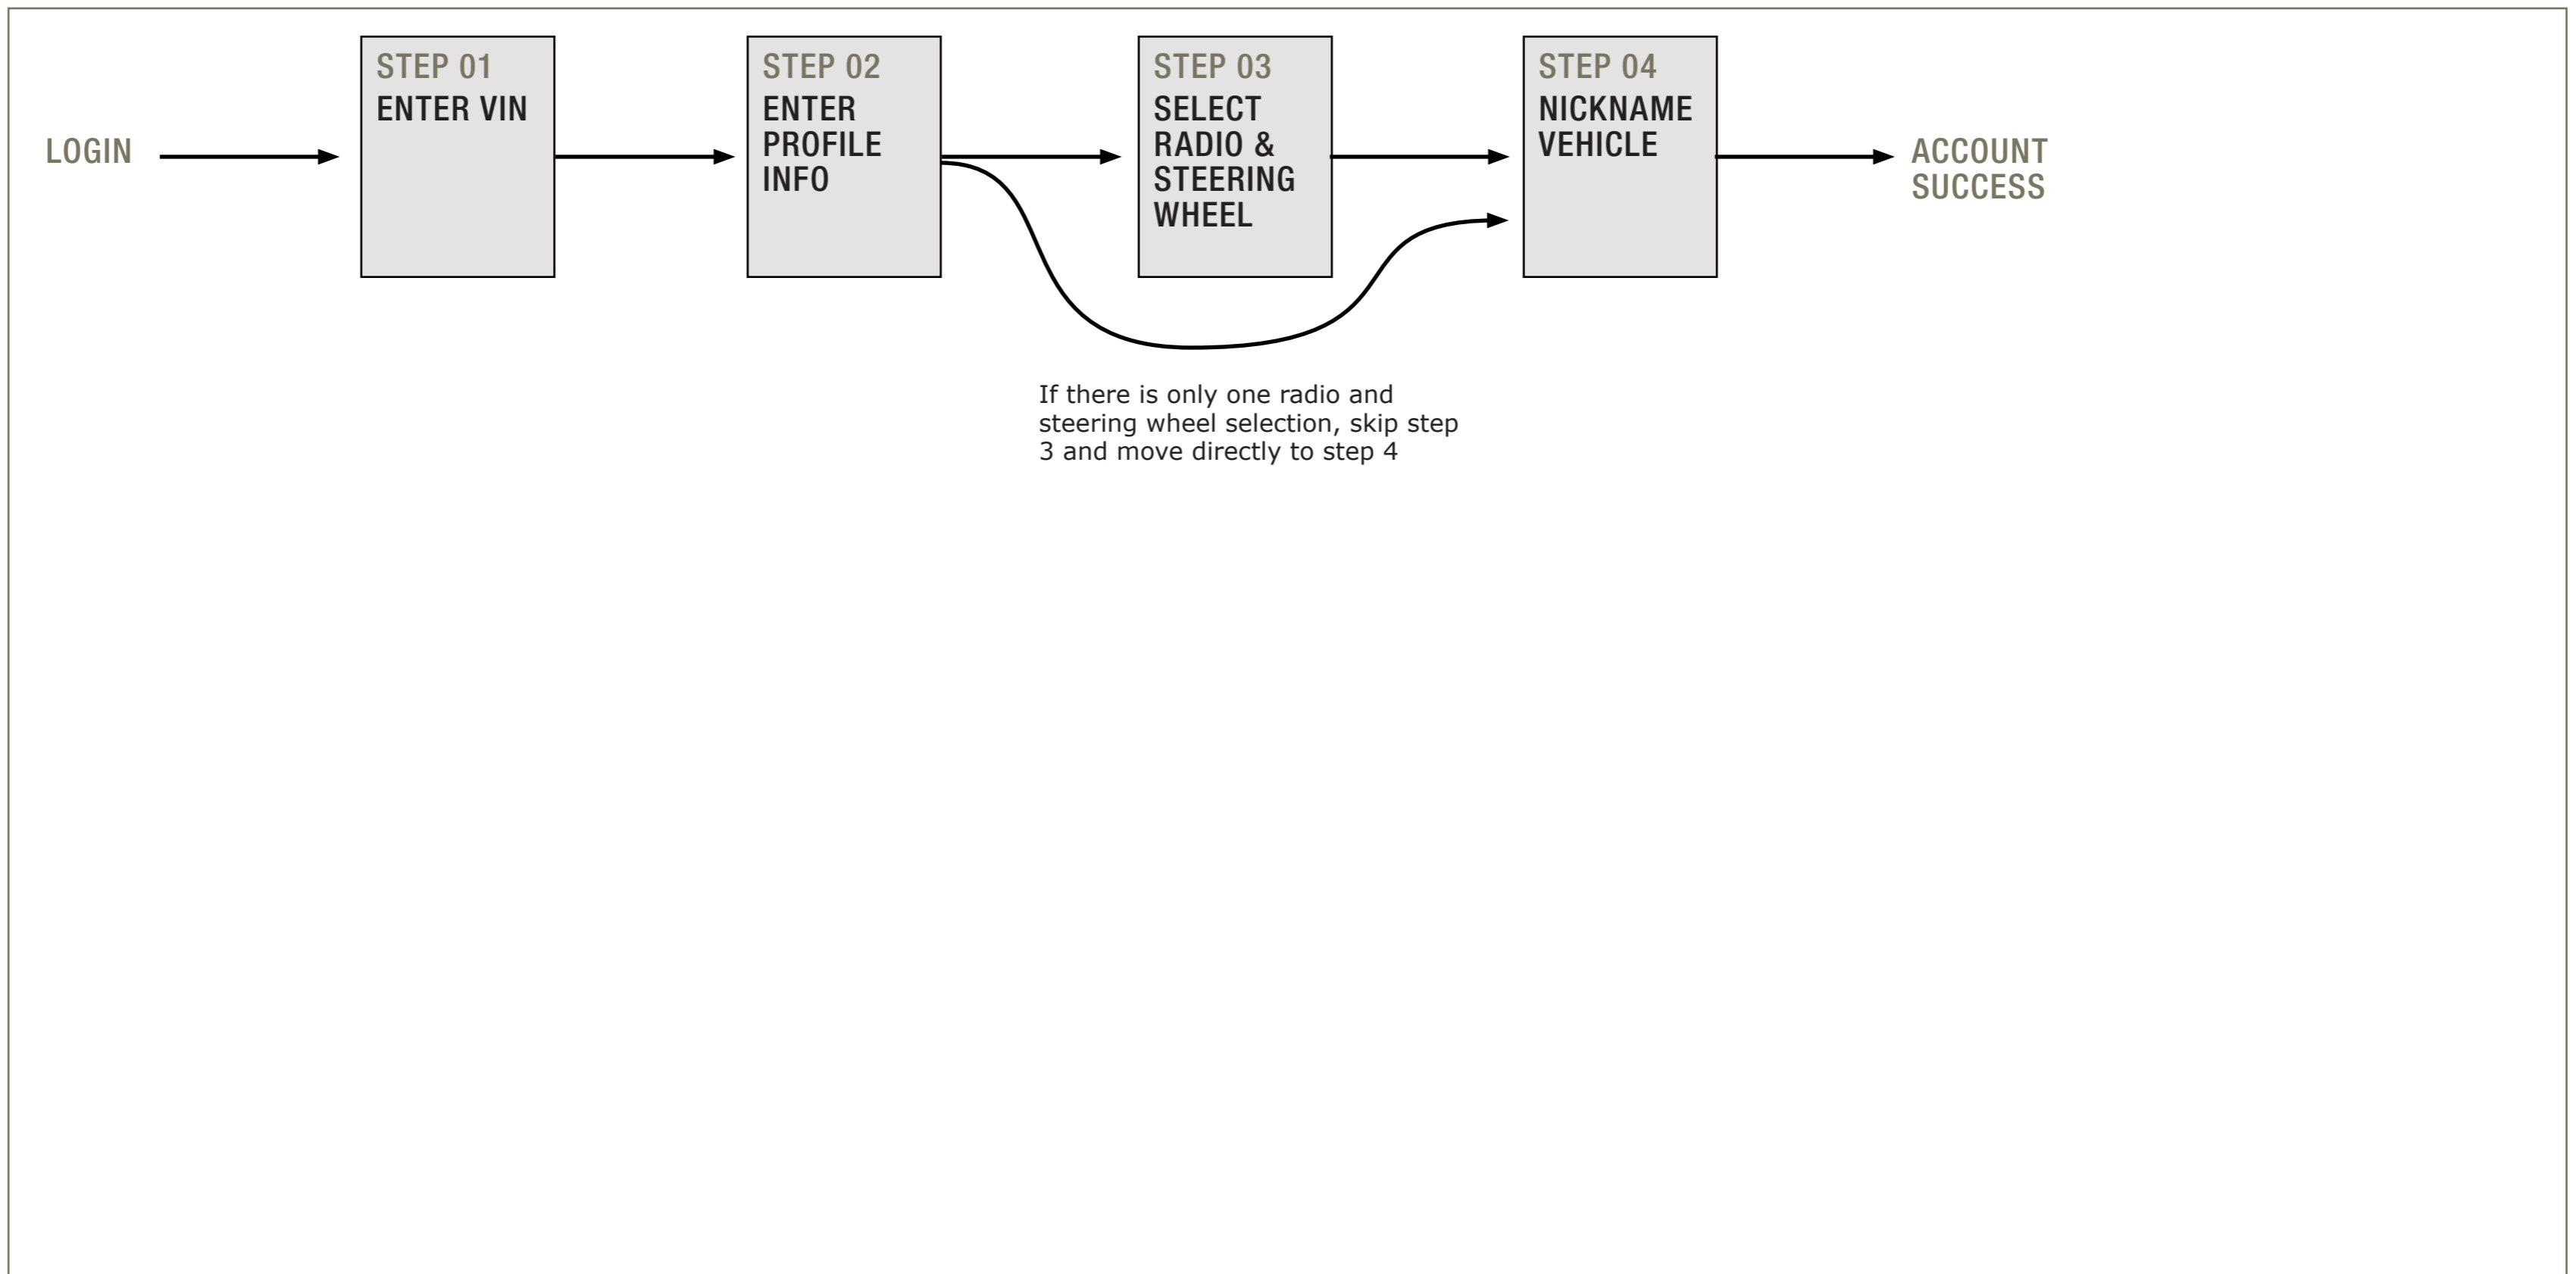 LOGIN
STEP 01
ENTER VIN
STEP 02
ENTER
PROFILE
INFO
STEP 03
SELECT
RADIO &
STEERING
WHEEL
STEP 04
NICKNAME
VEHICLE
ACCOUNT
SUCCESS
If there is only one radio and
steering wheel selection, skip step
3 and move directly to step 4